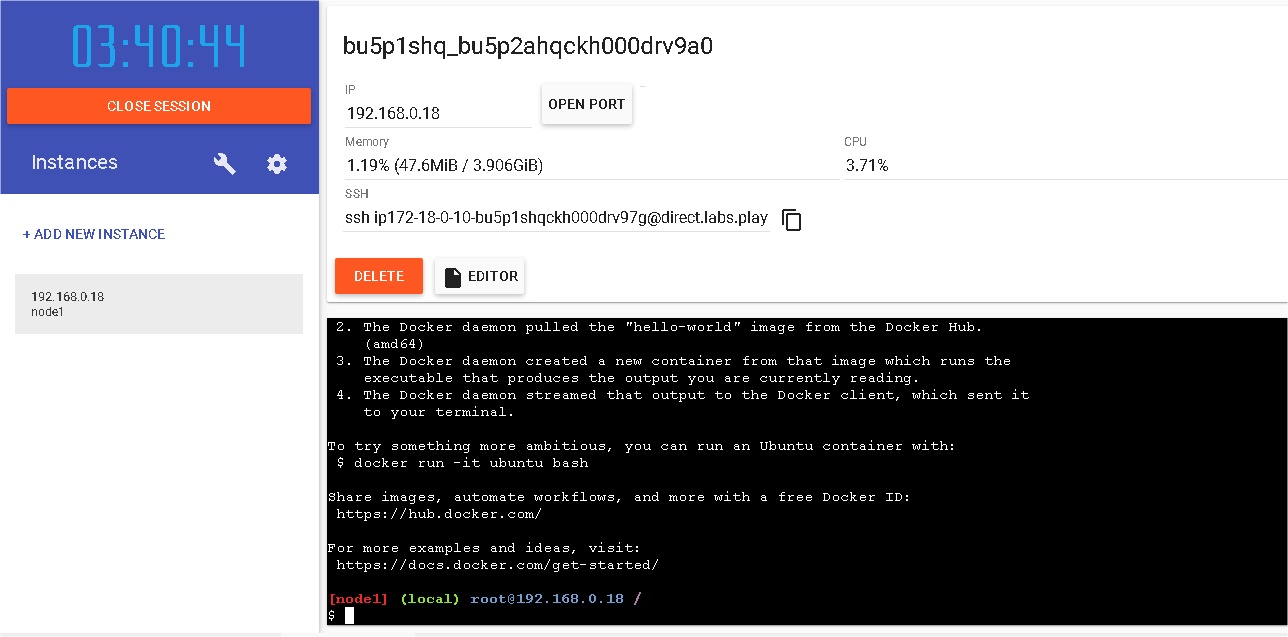 03:40:44
CLOSE SESSION
Instances
+ ADD NEW INSTANCE
192.168.0.18
node1
bu5p1shq_bu5p2ahqckh000drv9a0
IP
192.168.0.18
OPEN PORT
Memory
1.19% (47.6MiB / 3.906GiB)
CPU
3.71%
SSH
ssh ip172-18-0-10-bu5p1shqckh000drv97g@direct.labs.play
DELETE
EDITOR
2. The Docker daemon pulled the "hello-world" image from the Docker Hub.
(amd64)
3. The Docker daemon created a new container from that image which runs the
executable that produces the output you are currently reading.
4. The Docker daemon streamed that output to the Docker client, which sent it
to your terminal.
To try something more ambitious, you can run an Ubuntu container with:
$ docker run -it ubuntu bash
Share images, automate workflows, and more with a free Docker ID:
https://hub.docker.com/
For more examples and ideas, visit:
https://docs.docker.com/get-started/
[node1] (local) root@192.168.0.18 /
$